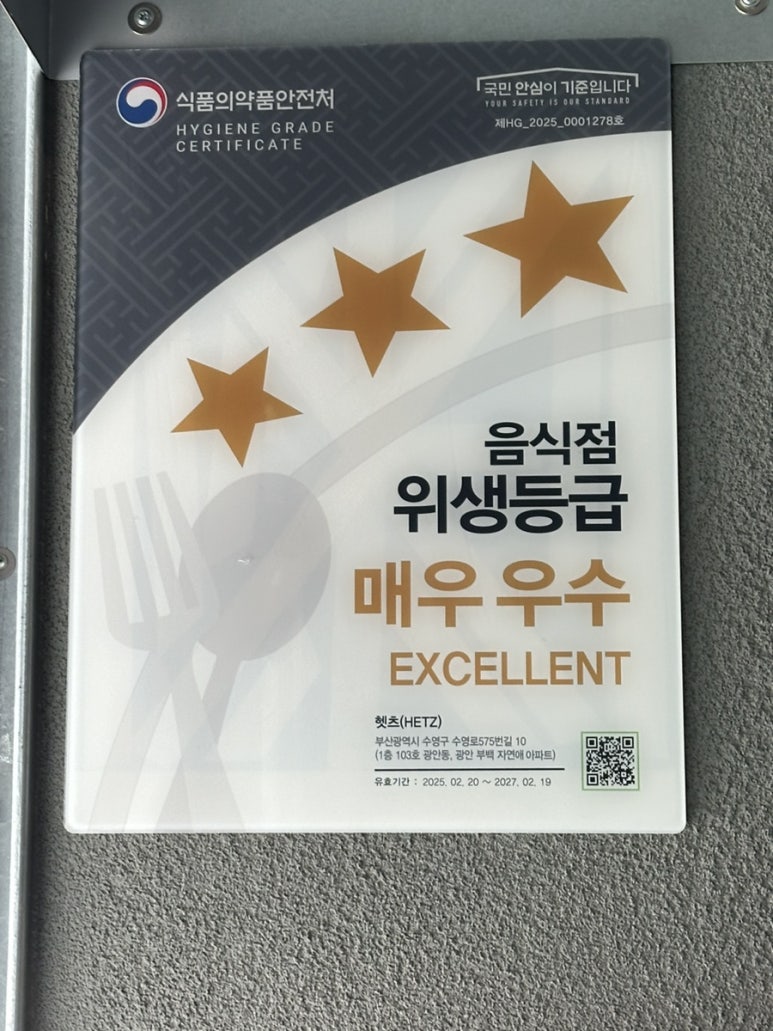 식품의약품안전처
HYGIENE GRADE
CERTIFICATE
국민 안심이 기준입니다
YOUR SAFETY IS OUR STANDARD
제HG_2025_0001278호
음식점
위생등급
매우 우수
EXCELLENT
헷츠(HETZ)
부산광역시 수영구 수영로575번길 10
(1층 103호 광안동, 광안 부백 자연애 아파트)
유효기간 : 2025. 02. 20 ~ 2027. 02. 19